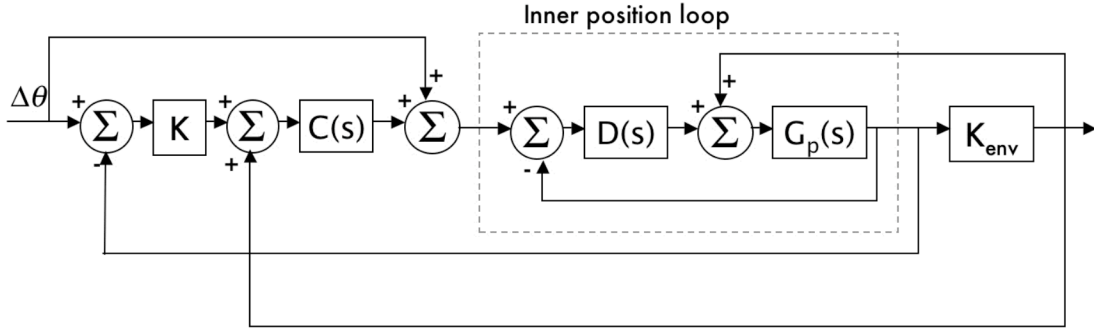 Inner position loop
Δθ
+
+
+
+
+
+
+
+
Σ
K
Σ
C(s)
Σ
Σ
D(s)
Σ
G_p(s)
K_env
-
+
-